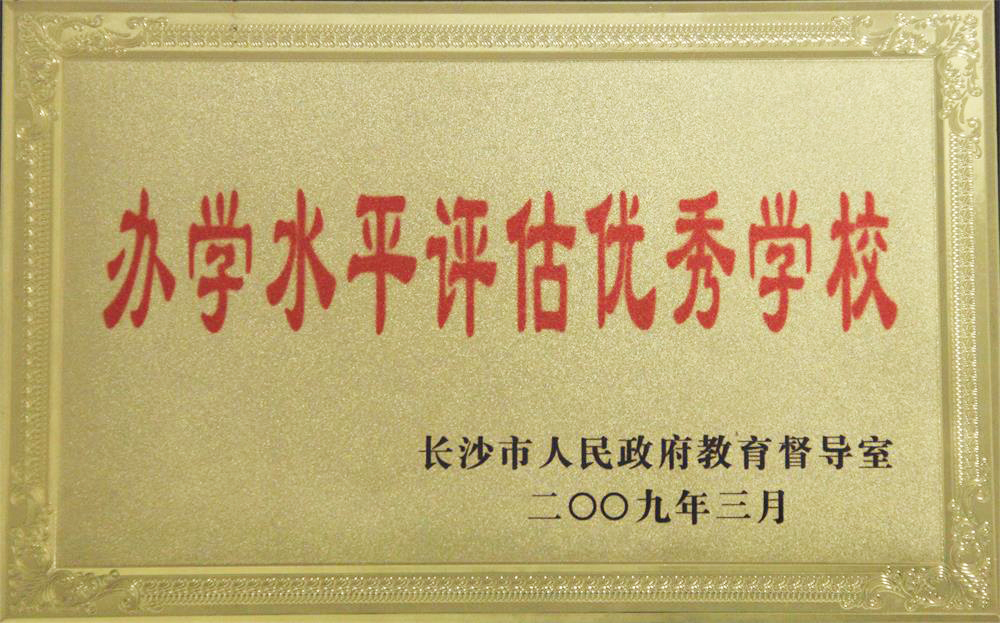 办学水平评估优秀学校
长沙市人民政府教育督导室
二〇〇九年三月